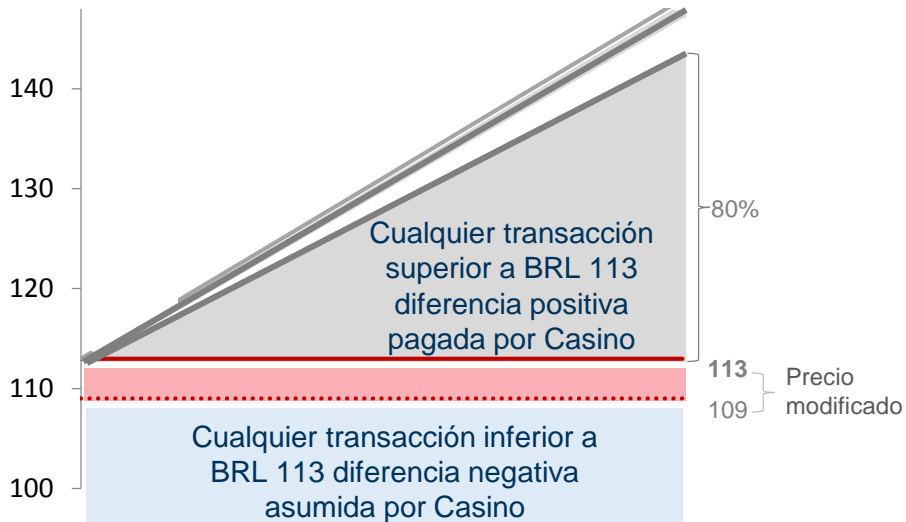 140
130
120
110
100
80%
Cualquier transacción
superior a BRL 113
diferencia positiva
pagada por Casino
113
109
Precio
modificado
Cualquier transacción inferior a
BRL 113 diferencia negativa
asumida por Casino